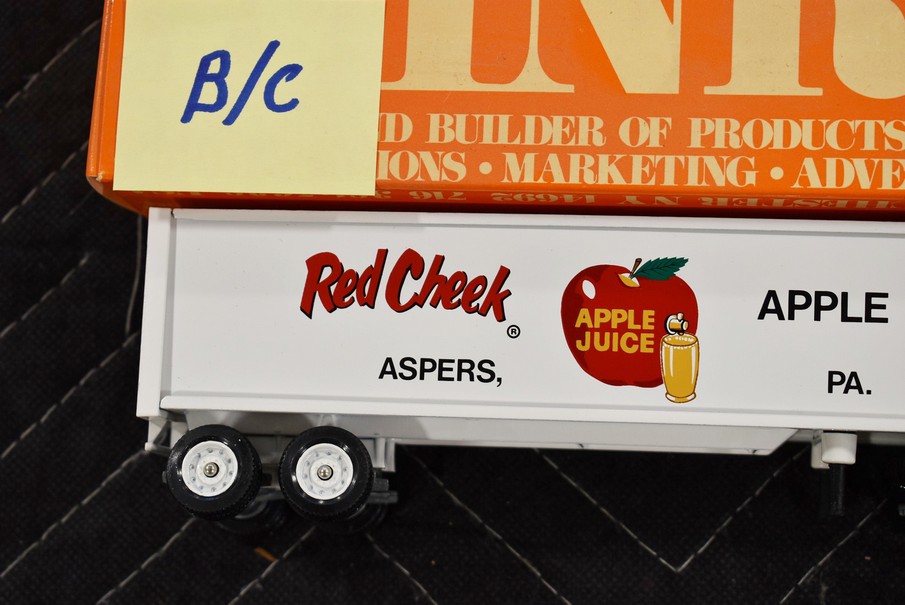 B/C
D BUILDER OF PRODUCTS
IONS • MARKETING • ADVE
Red Cheek ®
APPLE
JUICE
APPLE
ASPERS,
PA.